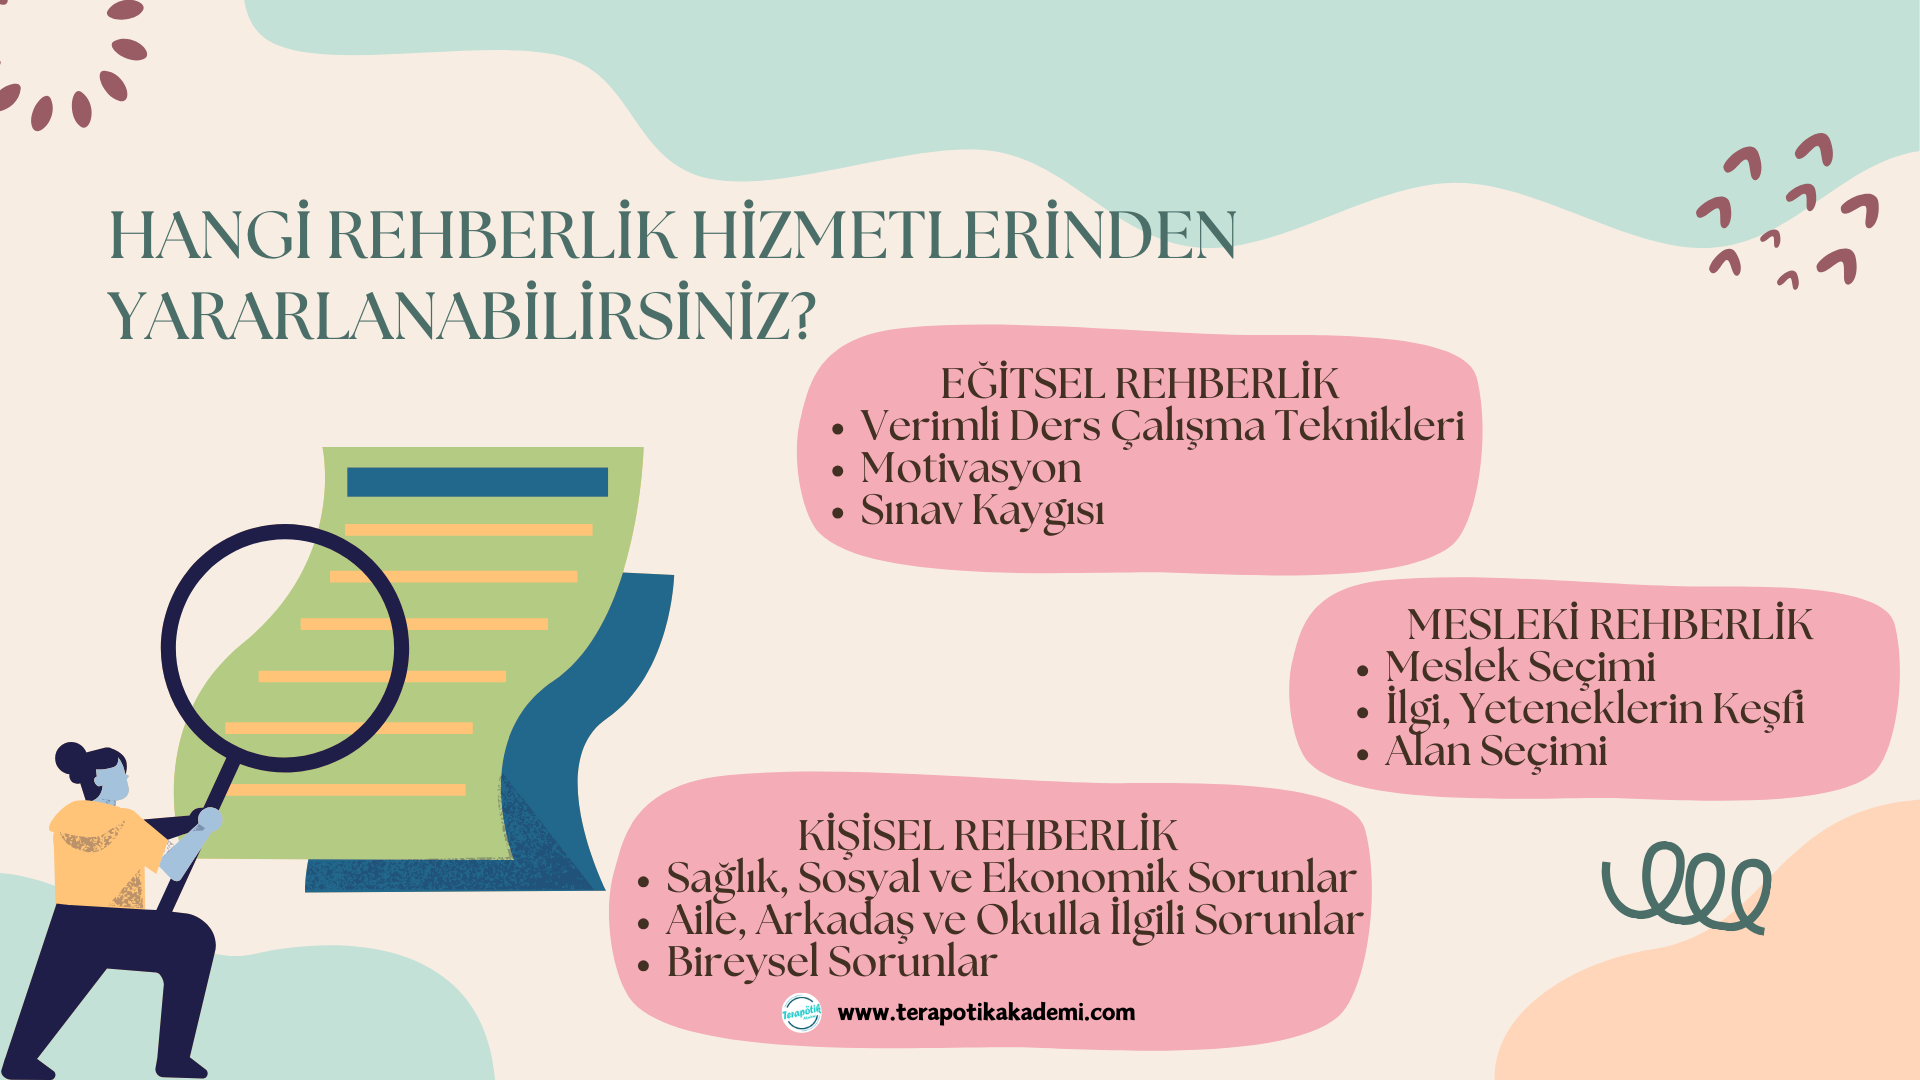 HANGİ REHBERLİK HİZMETLERİNDEN
YARARLANABİLİRSİNİZ?
EĞİTSEL REHBERLİK
• Verimli Ders Çalışma Teknikleri
• Motivasyon
• Sınav Kaygısı
MESLEKİ REHBERLİK
• Meslek Seçimi
• İlgi, Yeteneklerin Keşfi
• Alan Seçimi
KİŞİSEL REHBERLİK
• Sağlık, Sosyal ve Ekonomik Sorunlar
• Aile, Arkadaş ve Okulla İlgili Sorunlar
• Bireysel Sorunlar
Terapötik
www.terapotikakademi.com